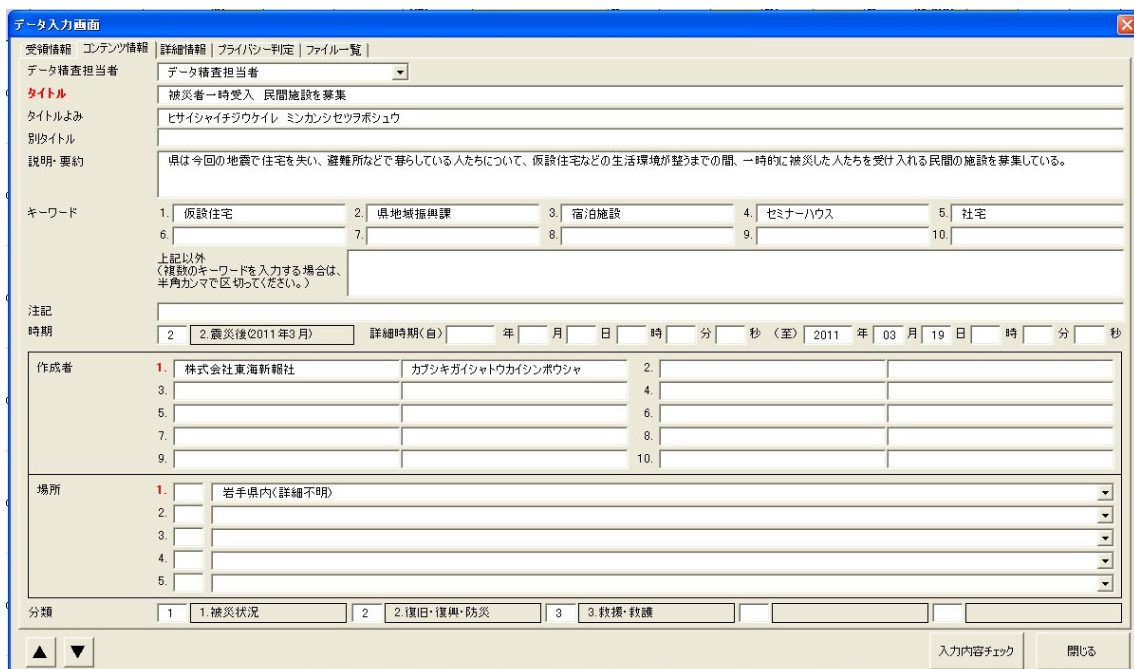 データ入力画面
受領情報 コンテンツ情報 詳細情報 プライバシー判定 ファイル一覧
データ精査担当者 データ精査担当者
タイトル 被災者一時受入 民間施設を募集
タイトルよみ ヒサイシャイチジウケイレ ミンカンシセツヲボシュウ
別タイトル
説明・要約 県は今回の地震で住宅を失い、避難所などで暮らしている人たちについて、仮設住宅などの生活環境が整うまでの間、一時的に被災した人たちを受け入れる民間の施設を募集している。
キーワード 1. 仮設住宅 2. 県地域振興課 3. 宿泊施設 4. セミナーハウス 5. 社宅
6. 7. 8. 9. 10.
上記以外
(複数のキーワードを入力する場合は、
半角カンマで区切ってください。)
注記
時期 2 2.震災後(2011年3月) 詳細時期(自) 年 月 日 時 分 秒 (至) 2011 年 03 月 19 日 時 分 秒
作成者 1. 株式会社東海新報社 カブシキガイシャトウカイシンポウシャ 2.
3. 4.
5. 6.
7. 8.
9. 10.
場所 1. 岩手県内(詳細不明)
2.
3.
4.
5.
分類 1 1.被災状況 2 2.復旧・復興・防災 3 3.救援・救護
▲ ▼ 入力内容チェック 閉じる